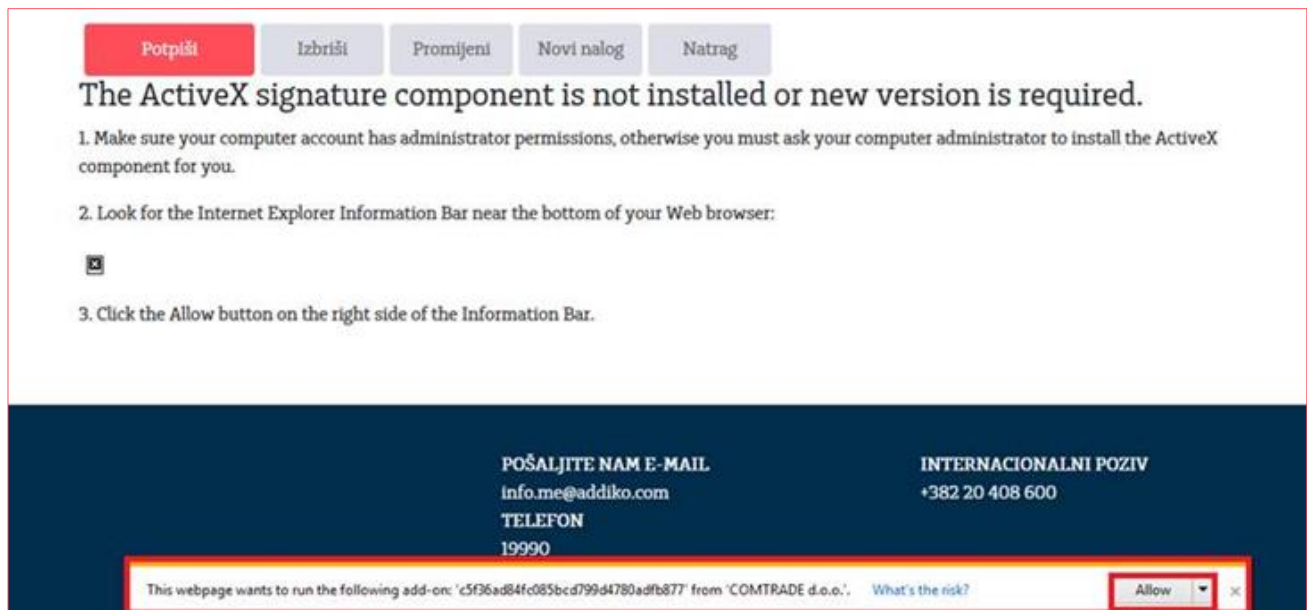 Potpiši Izbriši Promijeni Novi nalog Natrag
The ActiveX signature component is not installed or new version is required.
1. Make sure your computer account has administrator permissions, otherwise you must ask your computer administrator to install the ActiveX
component for you.
2. Look for the Internet Explorer Information Bar near the bottom of your Web browser:
3. Click the Allow button on the right side of the Information Bar.
POŠALJITE NAM E-MAIL
info.me@addiko.com
TELEFON
19990
INTERNACIONALNI POZIV
+382 20 408 600
This webpage wants to run the following add-on: 'c5f36ad84fc085bcd799d4780adfb877' from 'COMTRADE d.o.o.'. What's the risk? Allow